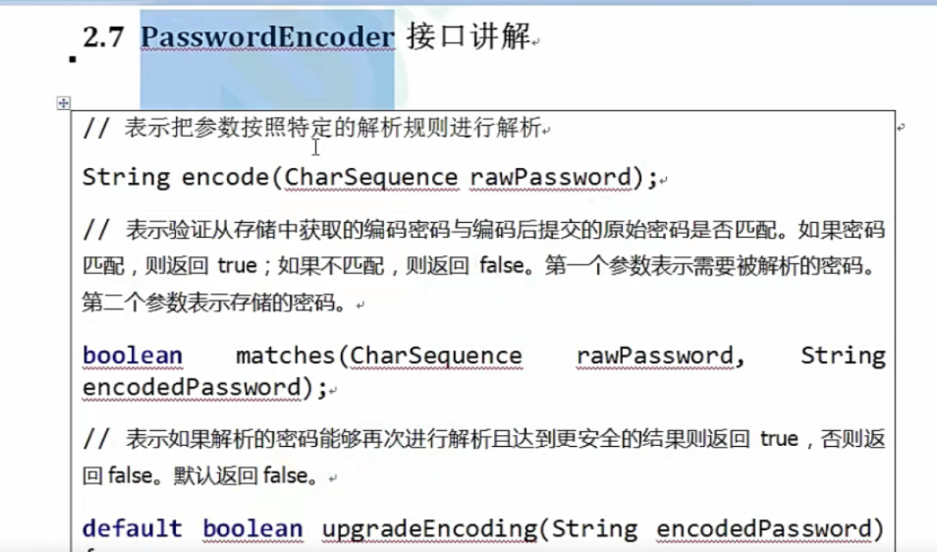 2.7 PasswordEncoder 接口讲解
// 表示把参数按照特定的解析规则进行解析
String encode(CharSequence rawPassword);
// 表示验证从存储中获取的编码密码与编码后提交的原始密码是否匹配。如果密码
匹配，则返回 true；如果不匹配，则返回 false。第一个参数表示需要被解析的密码。
第二个参数表示存储的密码。
boolean matches(CharSequence rawPassword, String
encodedPassword);
// 表示如果解析的密码能够再次进行解析且达到更安全的结果则返回 true，否则返
回 false。默认返回 false。
default boolean upgradeEncoding(String encodedPassword)